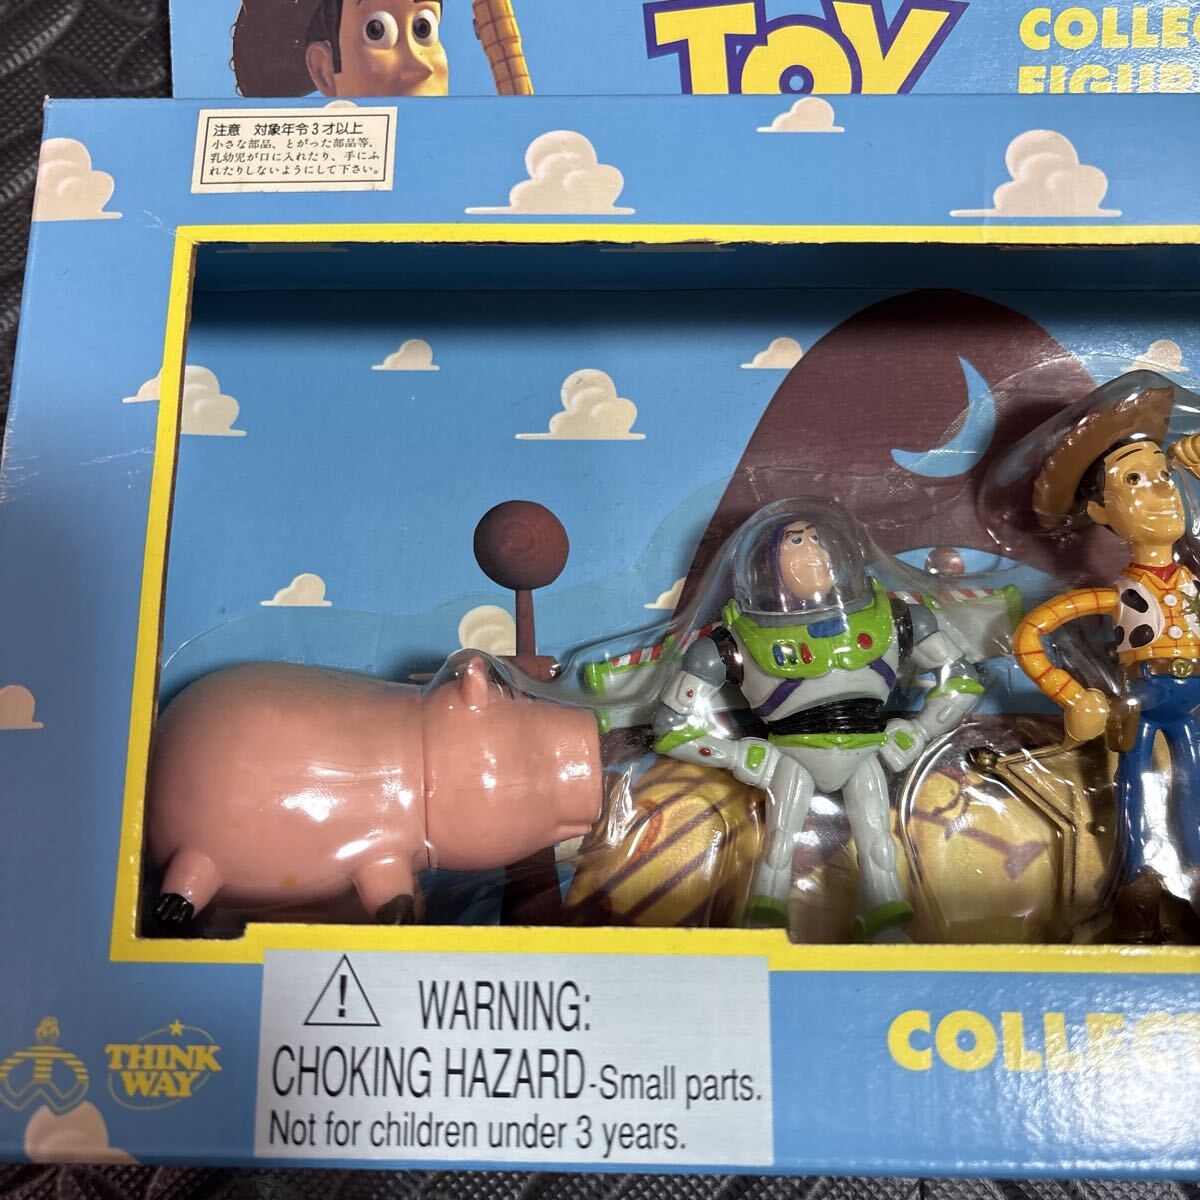 TOY
COLLEC
FIGUR
注意 対象年令3才以上
小さな部品、とがった部品等、
乳幼児が口に入れたり、手にふ
れたりしないようにして下さい。
! WARNING:
CHOKING HAZARD-Small parts.
Not for children under 3 years.
THINK
WAY
COLLECT